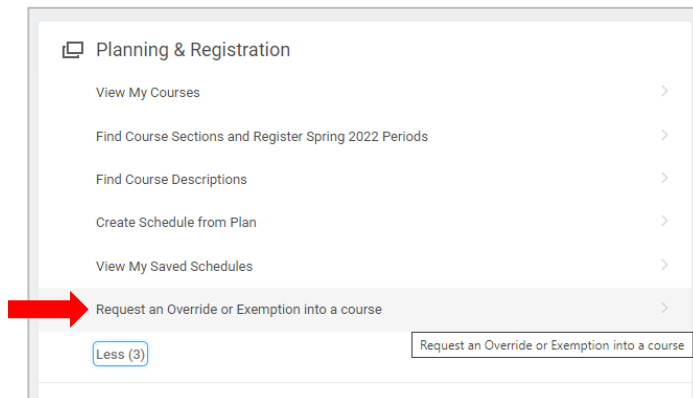 Planning & Registration
View My Courses
Find Course Sections and Register Spring 2022 Periods
Find Course Descriptions
Create Schedule from Plan
View My Saved Schedules
Request an Override or Exemption into a course
Less (3)
Request an Override or Exemption into a course